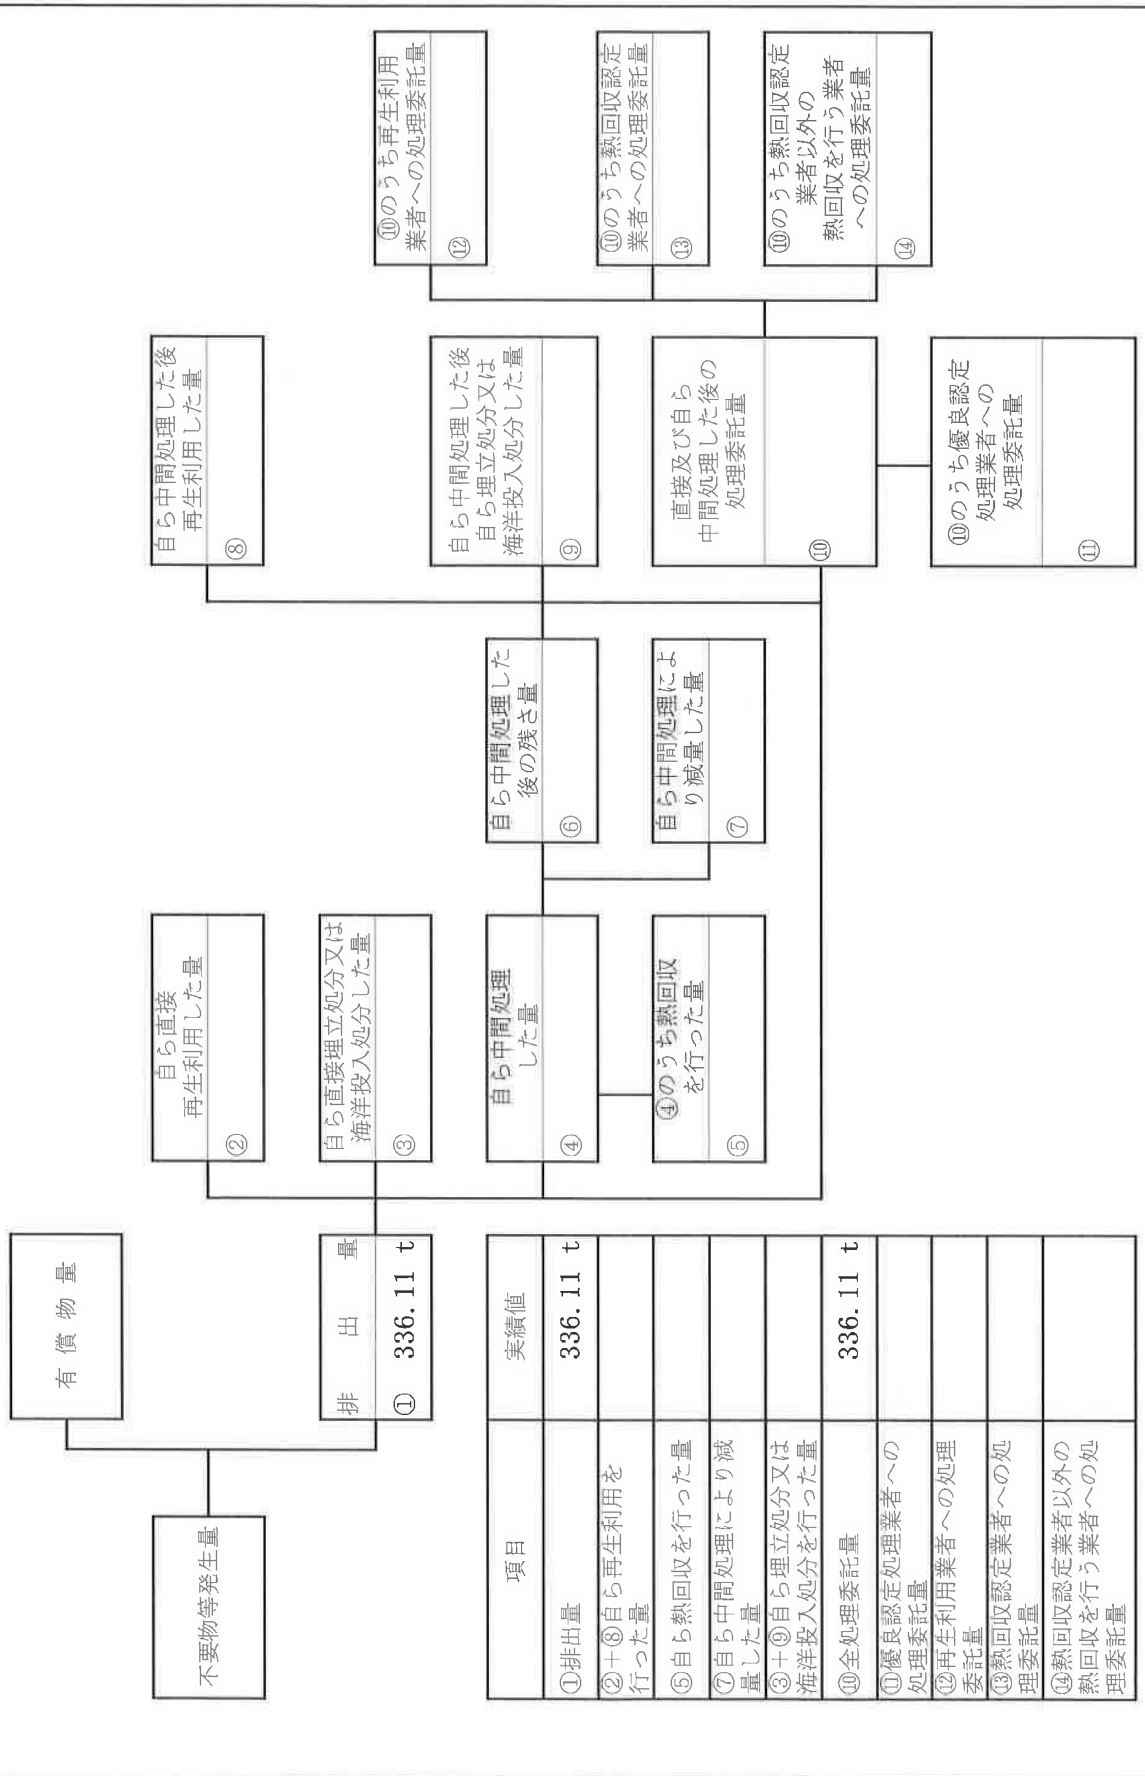 有 償 物 量
不要物等発生量
排 出 量
① 336.11 t
自ら直接
再生利用した量
②
自ら直接埋立処分又は
海洋投入処分した量
③
自ら中間処理
した量
④
④のうち熱回収
を行った量
⑤
自ら中間処理した
後の残さ量
⑥
自ら中間処理によ
り減量した量
⑦
自ら中間処理した後
再生利用した量
⑧
自ら中間処理した後
自ら埋立処分又は
海洋投入処分した量
⑨
直接及び自ら
中間処理した後の
処理委託量
⑩
⑩のうち優良認定
処理業者への
処理委託量
⑪
⑩のうち再生利用
業者への処理委託量
⑫
⑩のうち熱回収認定
業者への処理委託量
⑬
⑩のうち熱回収認定
業者以外の
熱回収を行う業者
への処理委託量
⑭
項目 実績値
①排出量 336.11 t
②＋⑧自ら再生利用を
行った量
⑤自ら熱回収を行った量
⑦自ら中間処理により減
量した量
③＋⑨自ら埋立処分又は
海洋投入処分を行った量
⑩全処理委託量 336.11 t
⑪優良認定処理業者への
処理委託量
⑫再生利用業者への処理
委託量
⑬熱回収認定業者への処
理委託量
⑭熱回収認定業者以外の
熱回収を行う業者への処
理委託量